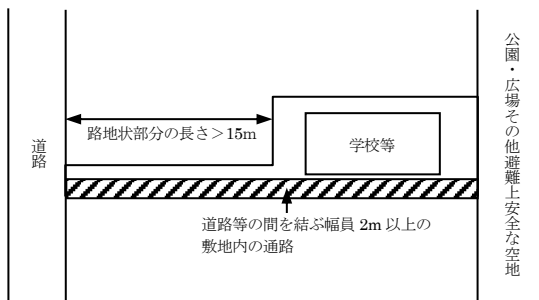 道路
路地状部分の長さ＞15m
学校等
公園・広場その他避難上安全な空地
道路等の間を結ぶ幅員 2m 以上の
敷地内の通路